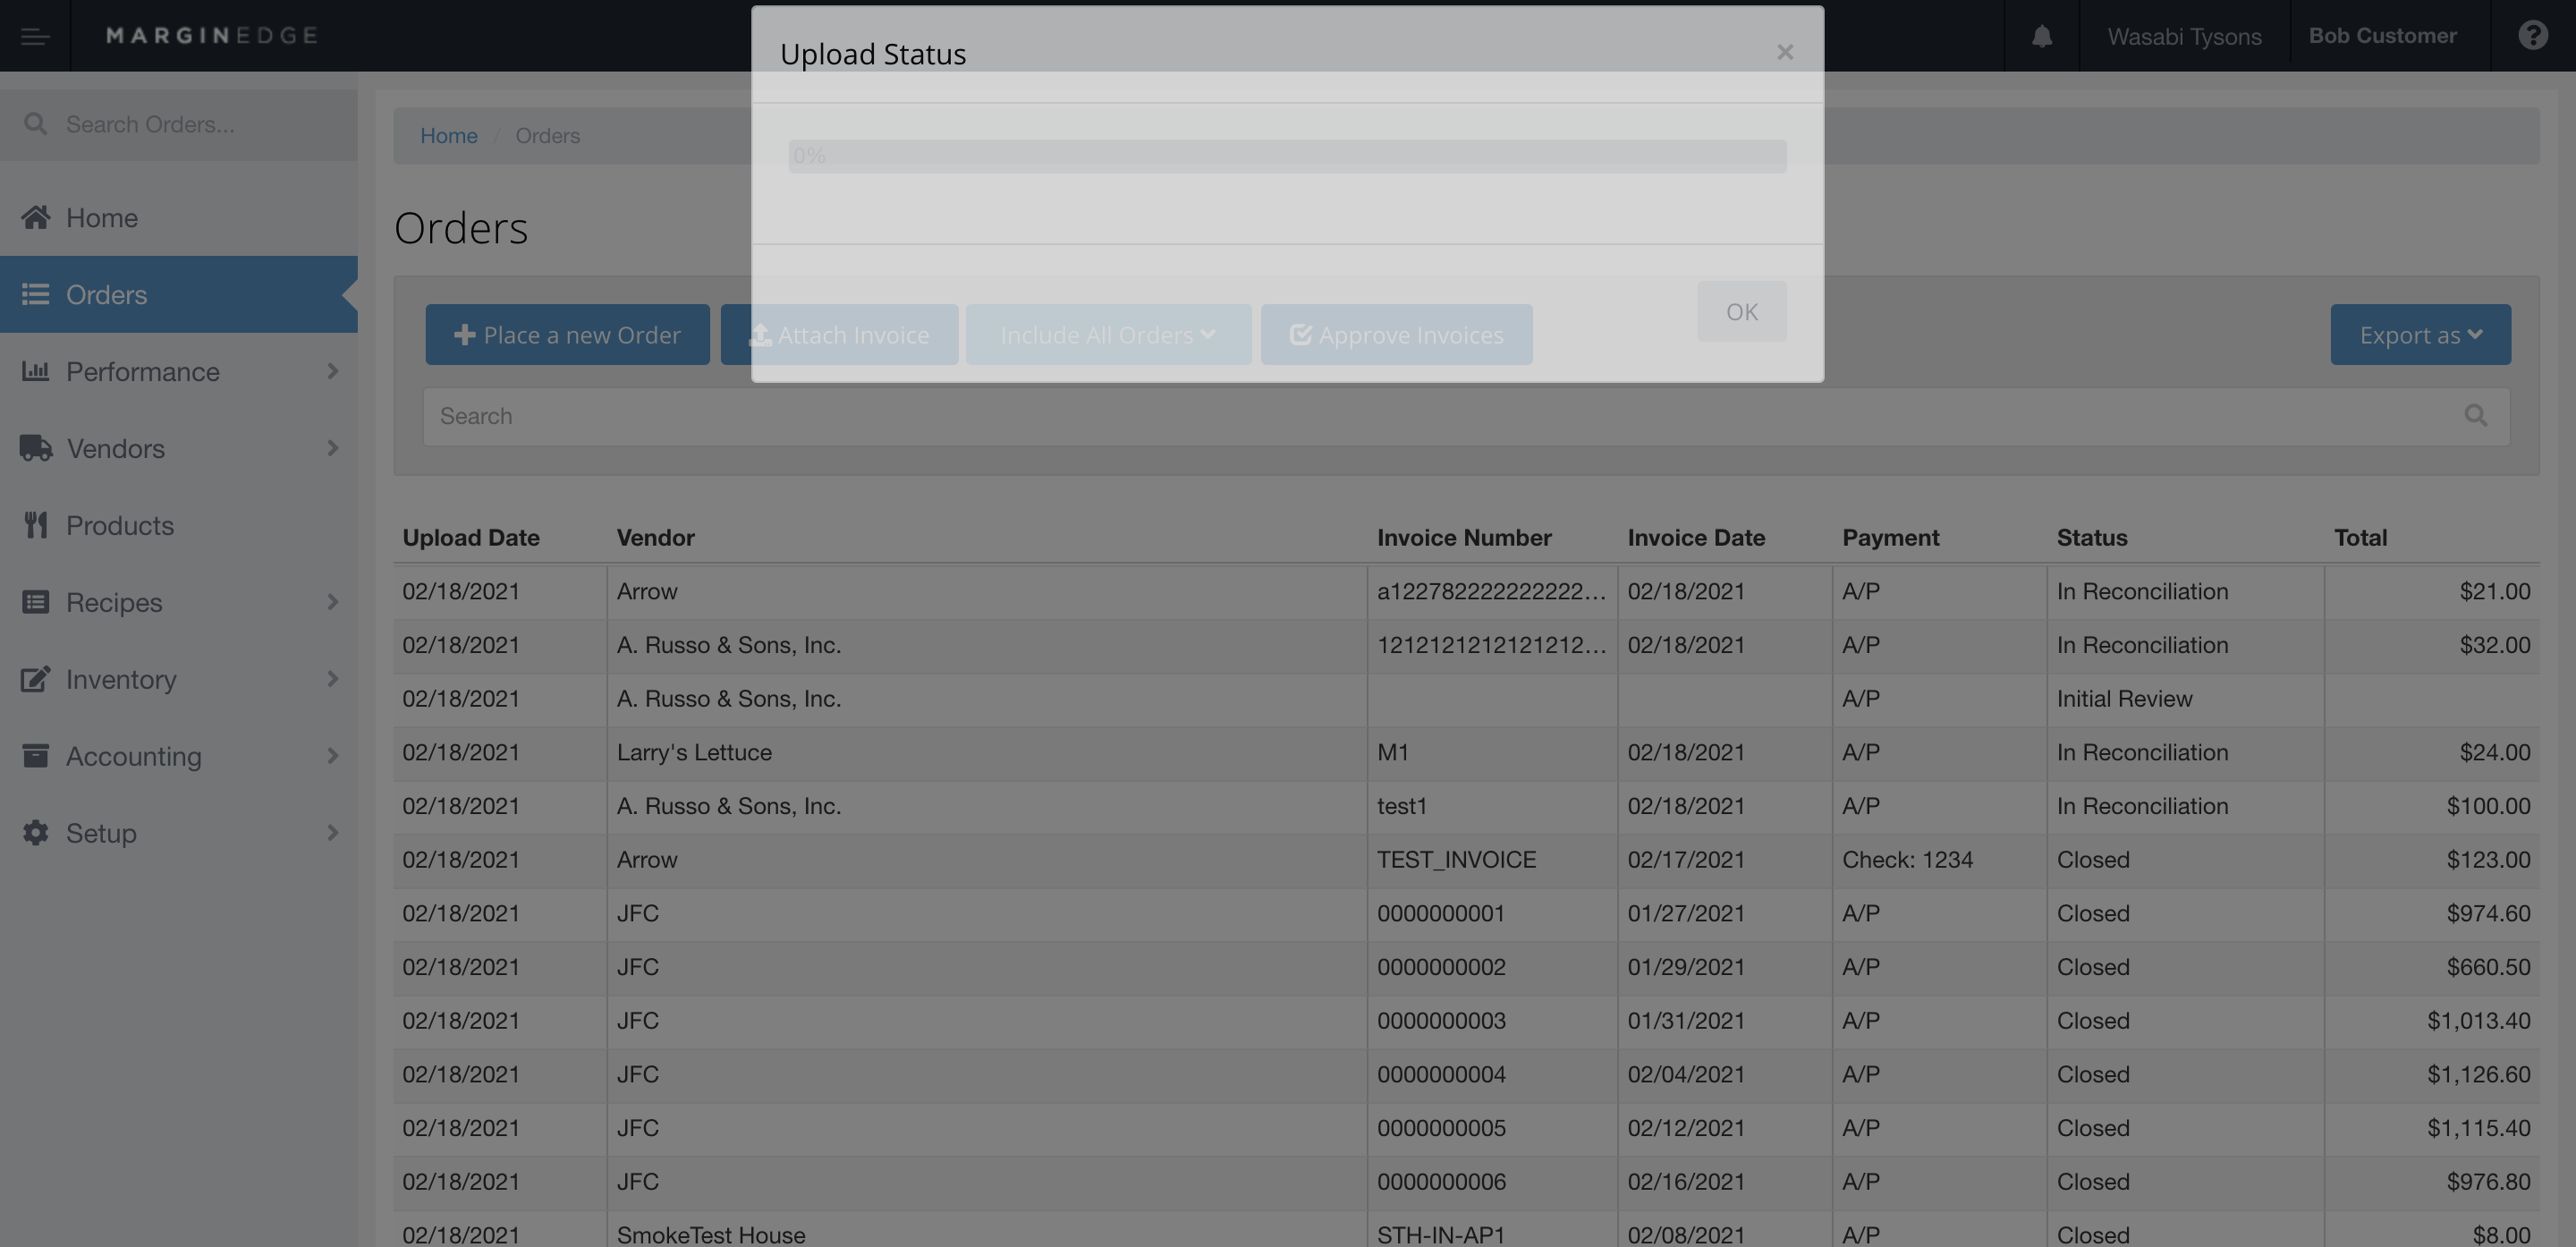 MARGINEDGE
Upload Status ×
Wasabi Tysons
Bob Customer
Search Orders...
Home / Orders
0%
Home
Orders
Orders
Performance
Vendors
Products
Recipes
Inventory
Accounting
Setup
Place a new Order
Attach Invoice
Include All Orders
Approve Invoices
OK
Export as
Search
Upload Date Vendor Invoice Number Invoice Date Payment Status Total
02/18/2021 Arrow a122782222222222... 02/18/2021 A/P In Reconciliation $21.00
02/18/2021 A. Russo & Sons, Inc. 1212121212121212... 02/18/2021 A/P In Reconciliation $32.00
02/18/2021 A. Russo & Sons, Inc. A/P Initial Review
02/18/2021 Larry's Lettuce M1 02/18/2021 A/P In Reconciliation $24.00
02/18/2021 A. Russo & Sons, Inc. test1 02/18/2021 A/P In Reconciliation $100.00
02/18/2021 Arrow TEST_INVOICE 02/17/2021 Check: 1234 Closed $123.00
02/18/2021 JFC 0000000001 01/27/2021 A/P Closed $974.60
02/18/2021 JFC 0000000002 01/29/2021 A/P Closed $660.50
02/18/2021 JFC 0000000003 01/31/2021 A/P Closed $1,013.40
02/18/2021 JFC 0000000004 02/04/2021 A/P Closed $1,126.60
02/18/2021 JFC 0000000005 02/12/2021 A/P Closed $1,115.40
02/18/2021 JFC 0000000006 02/16/2021 A/P Closed $976.80
02/18/2021 SmokeTest House STH-IN-AP1 02/08/2021 A/P Closed $8.00